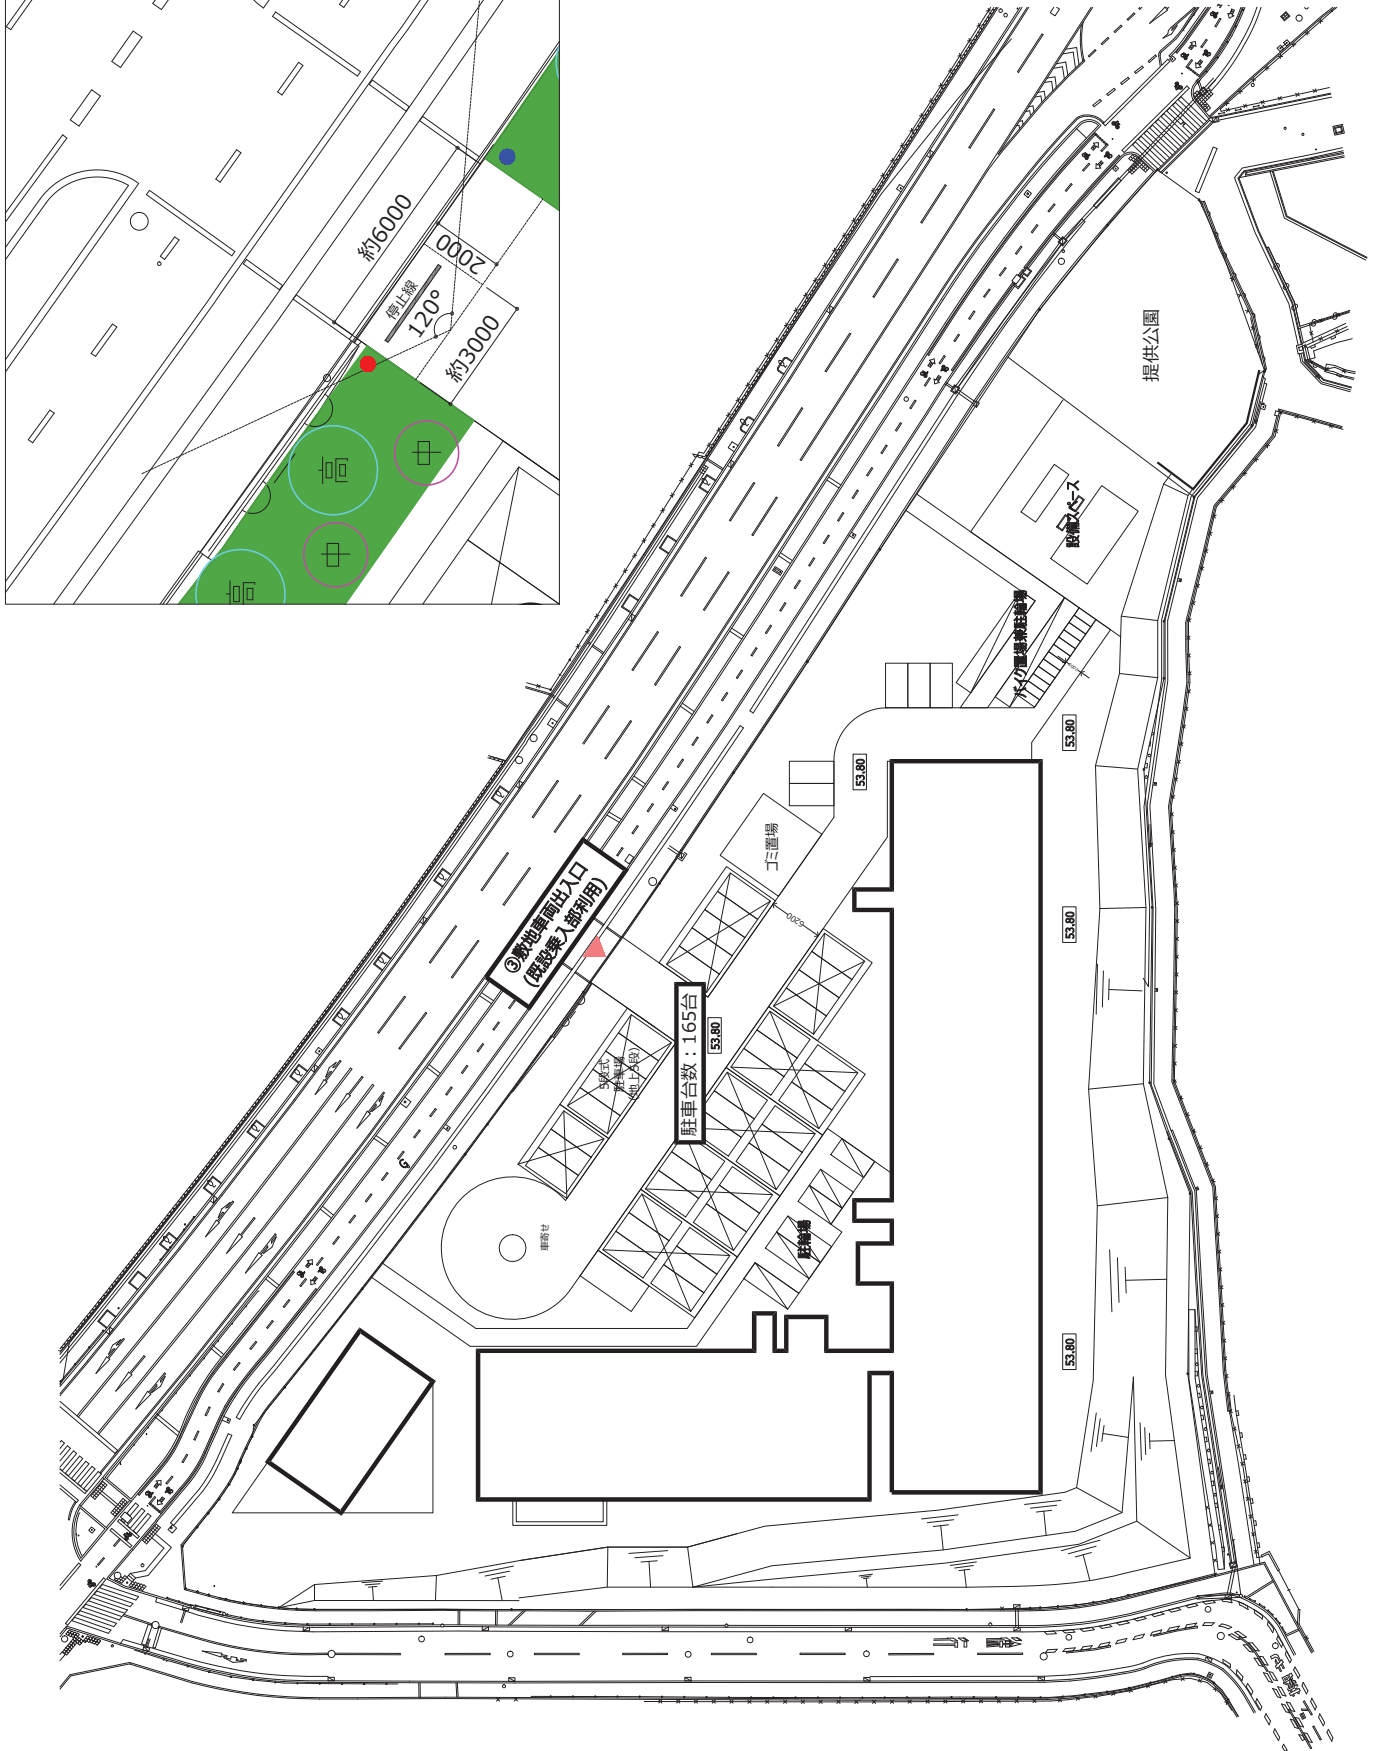 約6000
2000
停止線
120°
約3000
高
中
中
高
提供公園
設備スペース
バイク置場兼駐輪場
53.80
53.80
ゴミ置場
③敷地車両出入口
(既設乗入部利用)
6200
53.80
駐車台数：165台
53.80
5段式
駐車場
(地上5段)
車寄せ
駐輪場
53.80